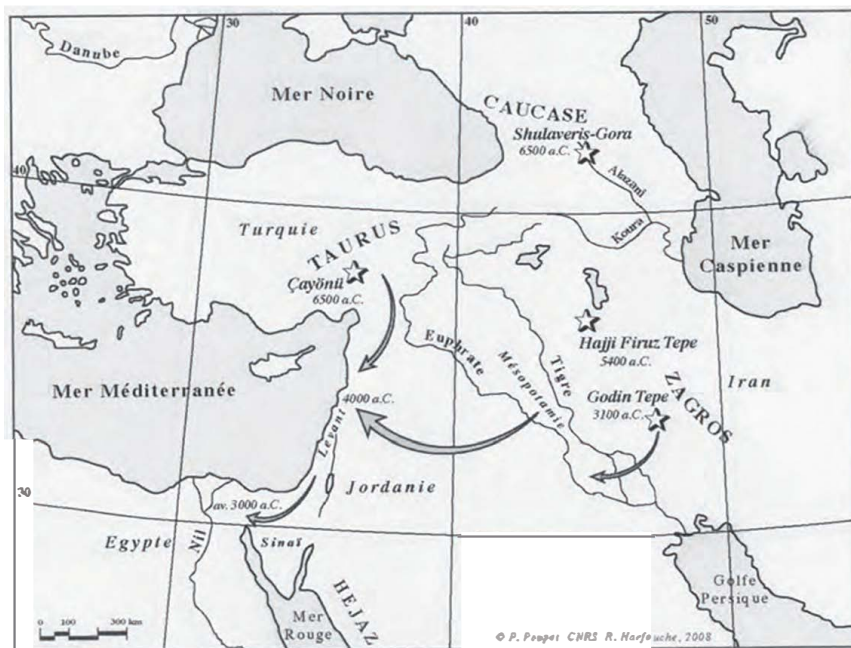 30
40
50
Danube
Mer Noire
CAUCASE
Shulaveris-Gora
6500 a.C.
Alazani
40
Koura
Turquie
TAURUS
Mer
Caspienne
Çayönü
6500 a.C.
Hajji Firuz Tepe
5400 a.C.
Euphrate
Mésopotamie
Tigre
Iran
Mer Méditerranée
4000 a.C.
Levant
Godin Tepe
3100 a.C.
ZAGROS
30
av. 3000 a.C.
Jordanie
Egypte
Nil
Sinaï
HEJAZ
Mer
Rouge
Golfe
Persique
0 100 300 km
© P. Poupet CNRS R. Harfouche, 2008